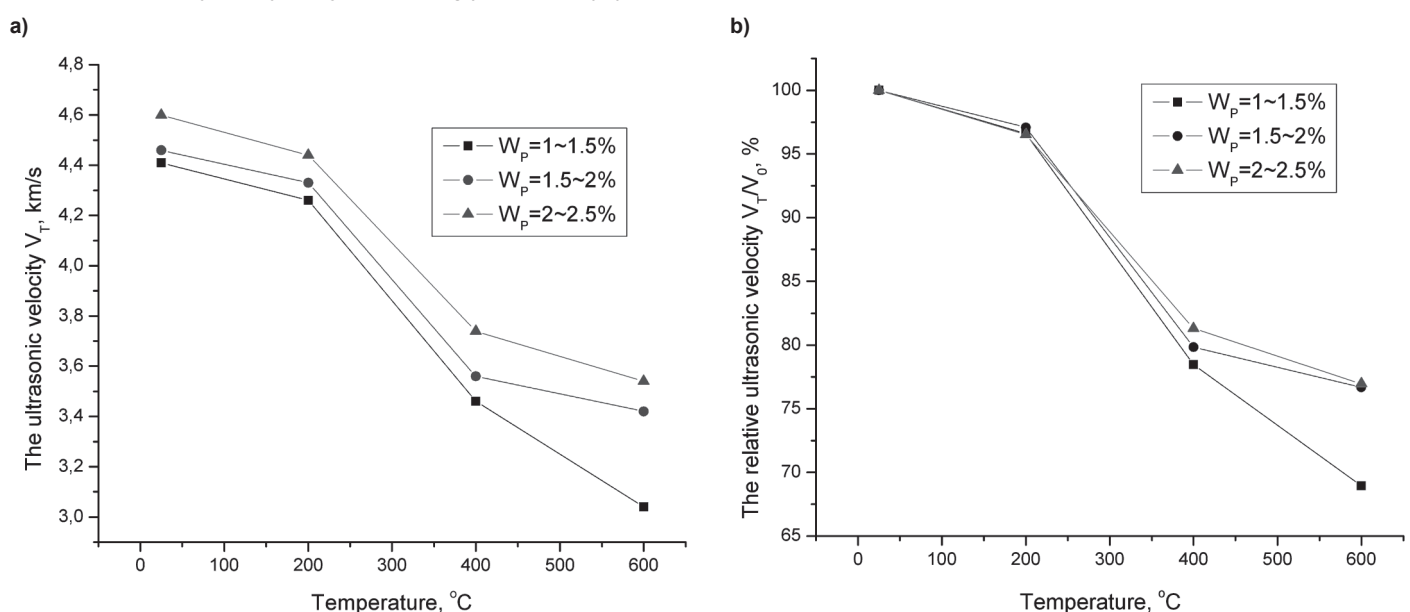 a)
4,8
4,6
4,4
4,2
4,0
3,8
3,6
3,4
3,2
3,0
The ultrasonic velocity V_T, km/s
W_P=1~1.5%
W_P=1.5~2%
W_P=2~2.5%
0 100 200 300 400 500 600
Temperature, °C
b)
100
95
90
85
80
75
70
65
The relative ultrasonic velocity V_T/V_0, %
W_P=1~1.5%
W_P=1.5~2%
W_P=2~2.5%
0 100 200 300 400 500 600
Temperature, °C